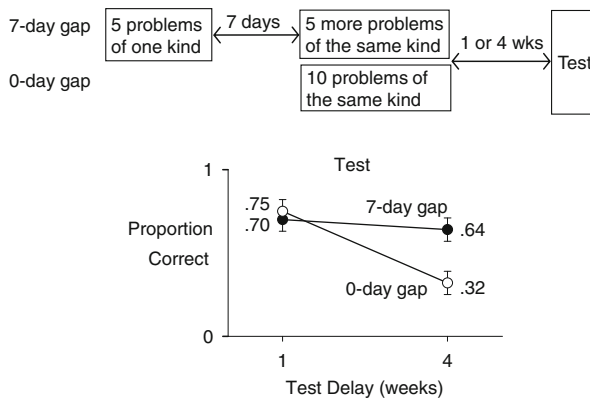 7-day gap
5 problems
of one kind
7 days
5 more problems
of the same kind
1 or 4 wks
Test
0-day gap
10 problems of
the same kind
Test
1
.75
.70
7-day gap
.64
Proportion
Correct
0-day gap
.32
0
1
4
Test Delay (weeks)